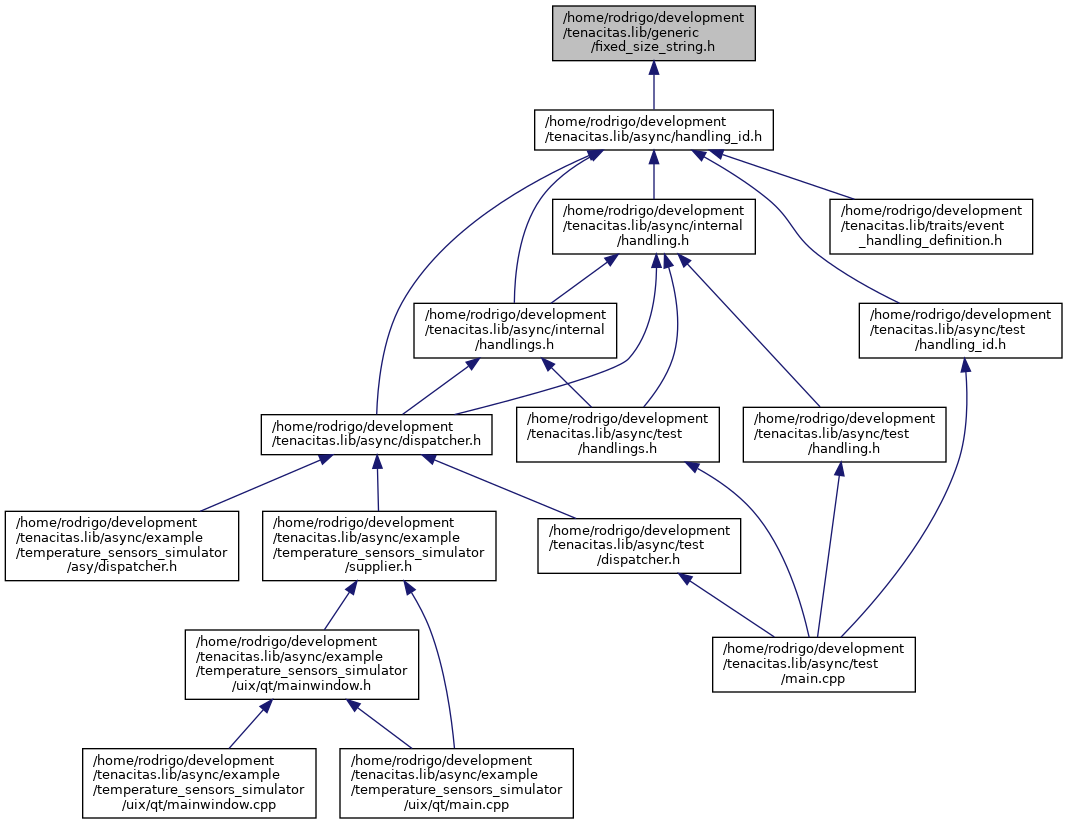 /home/rodrigo/development
/tenacitas.lib/generic
/fixed_size_string.h
/home/rodrigo/development
/tenacitas.lib/async/handling_id.h
/home/rodrigo/development
/tenacitas.lib/async/internal
/handling.h
/home/rodrigo/development
/tenacitas.lib/traits/event
_handling_definition.h
/home/rodrigo/development
/tenacitas.lib/async/internal
/handlings.h
/home/rodrigo/development
/tenacitas.lib/async/test
/handling_id.h
/home/rodrigo/development
/tenacitas.lib/async/dispatcher.h
/home/rodrigo/development
/tenacitas.lib/async/test
/handlings.h
/home/rodrigo/development
/tenacitas.lib/async/test
/handling.h
/home/rodrigo/development
/tenacitas.lib/async/example
/temperature_sensors_simulator
/asy/dispatcher.h
/home/rodrigo/development
/tenacitas.lib/async/example
/temperature_sensors_simulator
/supplier.h
/home/rodrigo/development
/tenacitas.lib/async/test
/dispatcher.h
/home/rodrigo/development
/tenacitas.lib/async/example
/temperature_sensors_simulator
/uix/qt/mainwindow.h
/home/rodrigo/development
/tenacitas.lib/async/test
/main.cpp
/home/rodrigo/development
/tenacitas.lib/async/example
/temperature_sensors_simulator
/uix/qt/mainwindow.cpp
/home/rodrigo/development
/tenacitas.lib/async/example
/temperature_sensors_simulator
/uix/qt/main.cpp